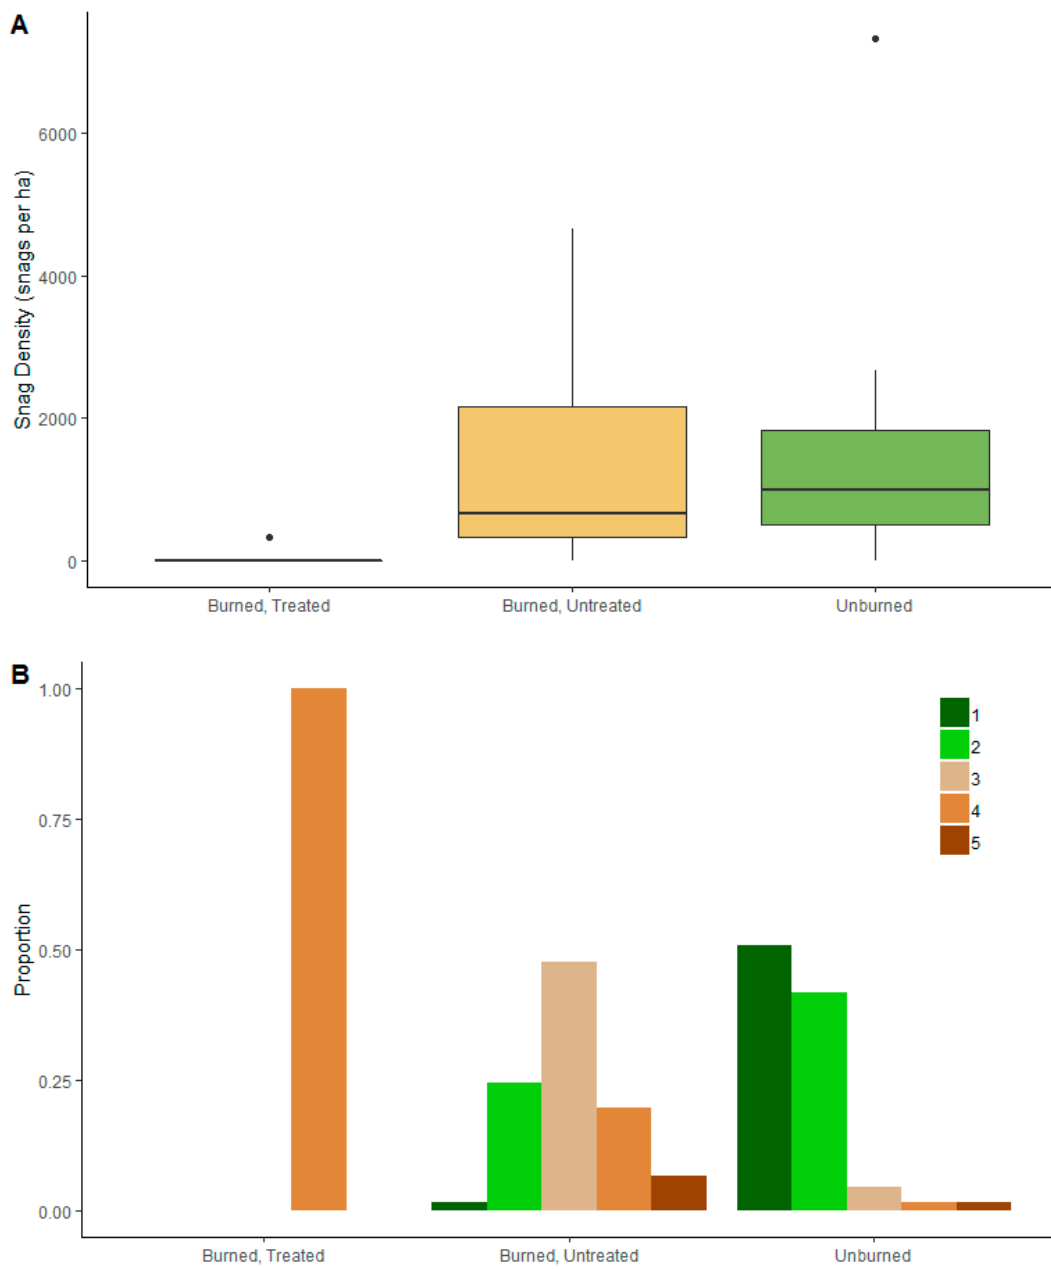 A
Snag Density (snags per ha)
6000
4000
2000
0
Burned, Treated
Burned, Untreated
Unburned
B
Proportion
1.00
0.75
0.50
0.25
0.00
1
2
3
4
5
Burned, Treated
Burned, Untreated
Unburned